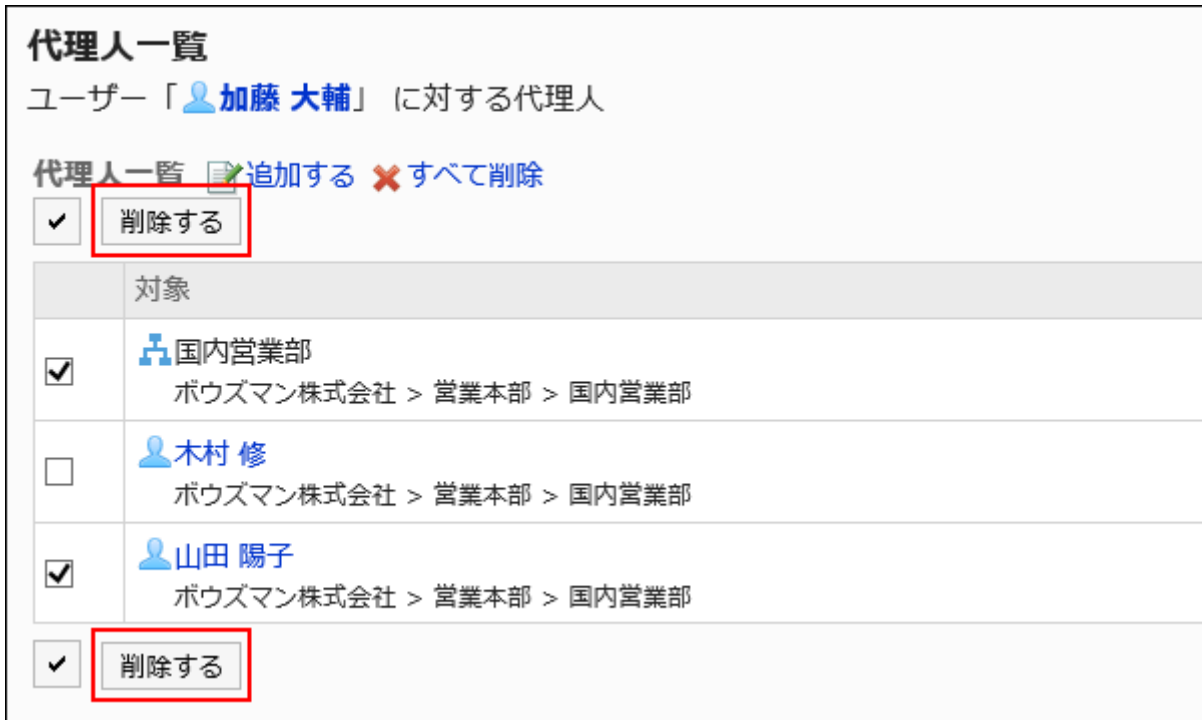 代理人一覧
ユーザー「加藤 大輔」 に対する代理人
代理人一覧 追加する すべて削除
削除する
対象
国内営業部
ボウズマン株式会社 > 営業本部 > 国内営業部
木村 修
ボウズマン株式会社 > 営業本部 > 国内営業部
山田 陽子
ボウズマン株式会社 > 営業本部 > 国内営業部
削除する